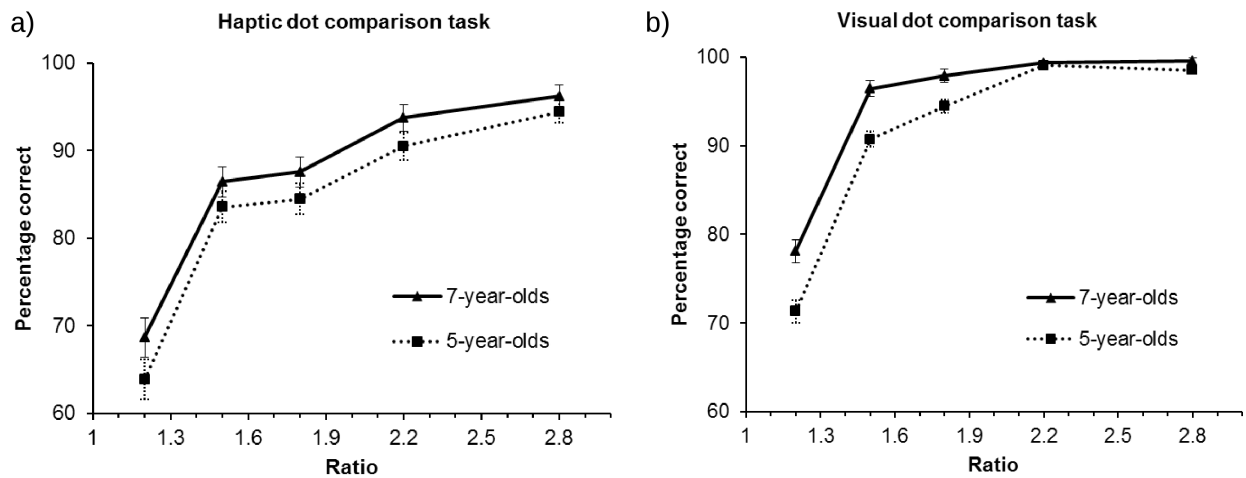 a)
Haptic dot comparison task
Percentage correct
100
90
80
70
60
1
1.3
1.6
1.9
2.2
2.5
2.8
Ratio
7-year-olds
5-year-olds
b)
Visual dot comparison task
Percentage correct
100
90
80
70
60
1
1.3
1.6
1.9
2.2
2.5
2.8
Ratio
7-year-olds
5-year-olds